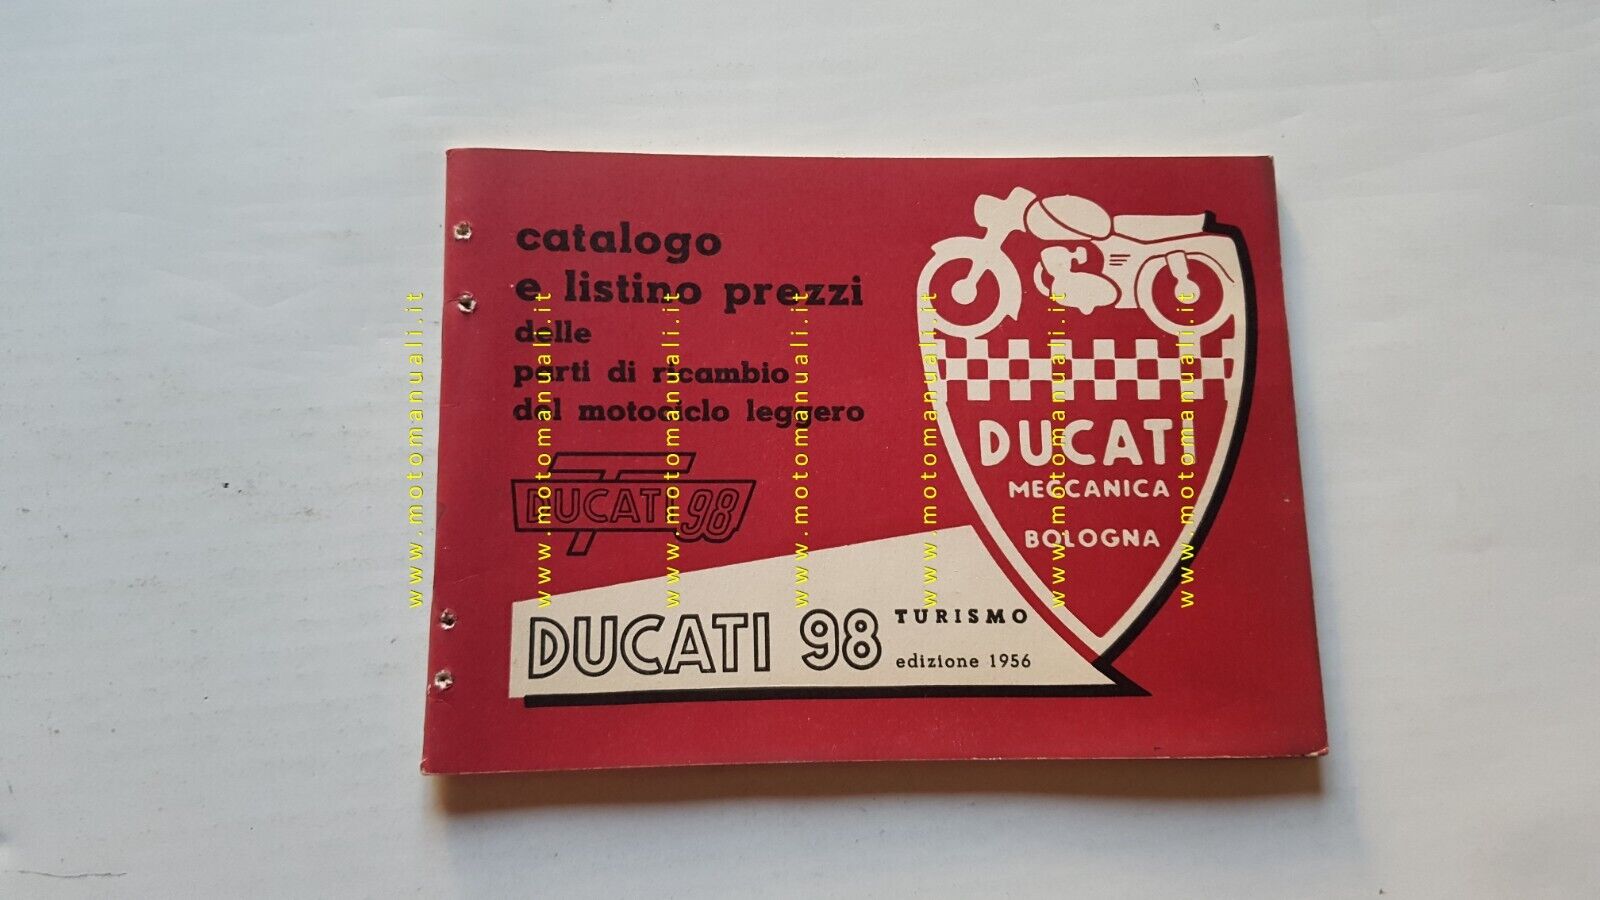 catalogo
e listino prezzi
delle
parti di ricambio
del motociclo leggero
DUCATI 98
T
DUCATI 98 TURISMO
edizione 1956
DUCATI
MECCANICA
BOLOGNA
www.motomanuali.it
www.motomanuali.it
www.motomanuali.it
www.motomanuali.it
www.motomanuali.it
www.motomanuali.it
www.motomanuali.it